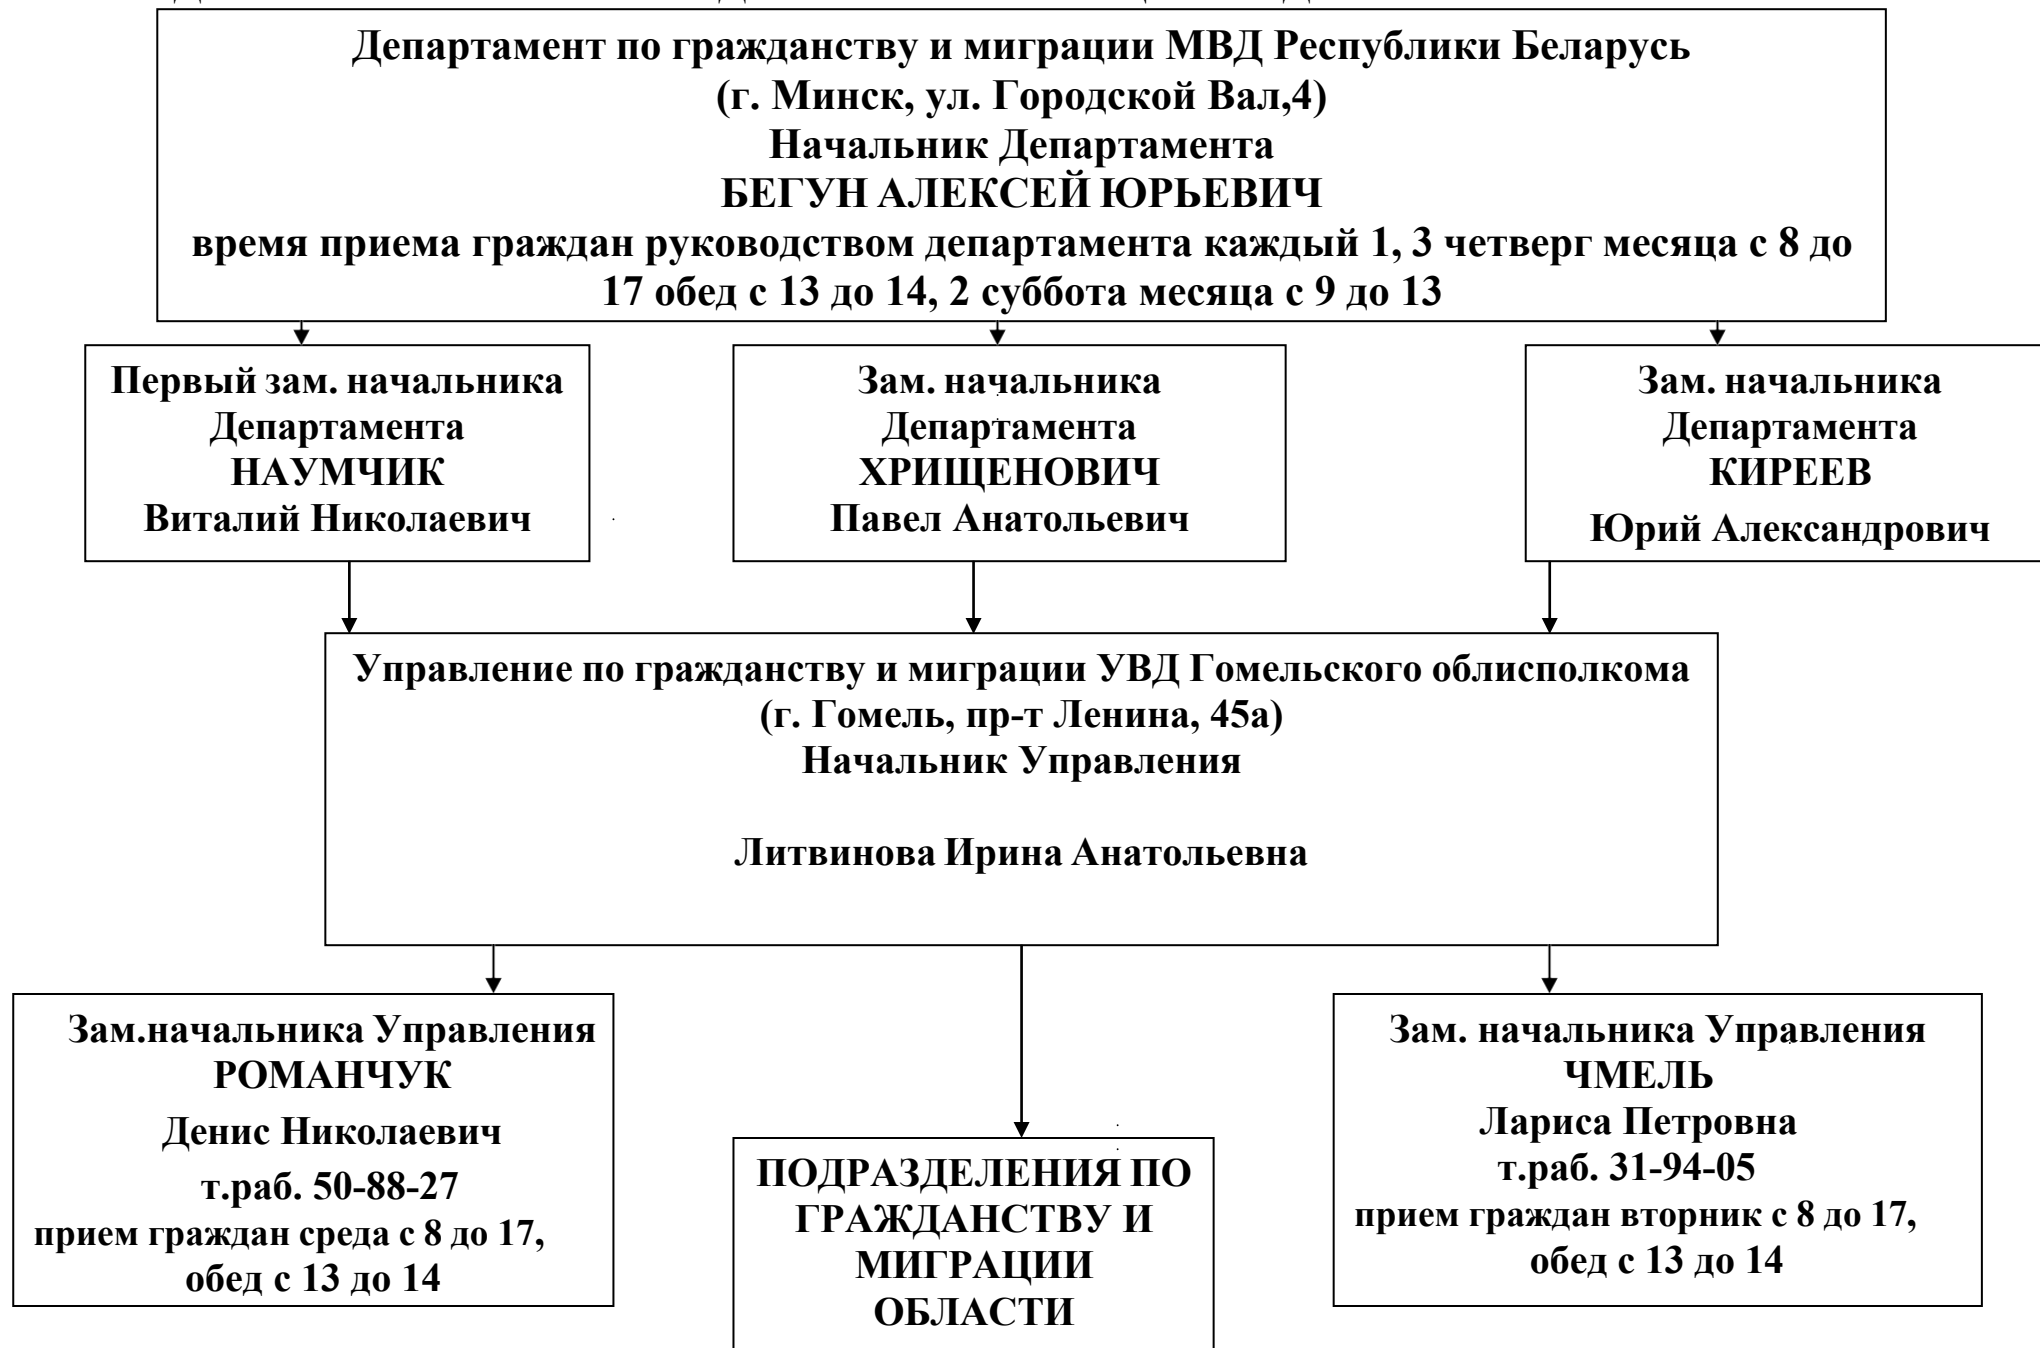 Департамент по гражданству и миграции МВД Республики Беларусь
(г. Минск, ул. Городской Вал,4)
Начальник Департамента
БЕГУН АЛЕКСЕЙ ЮРЬЕВИЧ
время приема граждан руководством департамента каждый 1, 3 четверг месяца с 8 до
17 обед с 13 до 14, 2 суббота месяца с 9 до 13
Первый зам. начальника
Департамента
НАУМЧИК
Виталий Николаевич
Зам. начальника
Департамента
ХРИЩЕНОВИЧ
Павел Анатольевич
Зам. начальника
Департамента
КИРЕЕВ
Юрий Александрович
Управление по гражданству и миграции УВД Гомельского облисполкома
(г. Гомель, пр-т Ленина, 45а)
Начальник Управления
Литвинова Ирина Анатольевна
Зам.начальника Управления
РОМАНЧУК
Денис Николаевич
т.раб. 50-88-27
прием граждан среда с 8 до 17,
обед с 13 до 14
ПОДРАЗДЕЛЕНИЯ ПО
ГРАЖДАНСТВУ И
МИГРАЦИИ
ОБЛАСТИ
Зам. начальника Управления
ЧМЕЛЬ
Лариса Петровна
т.раб. 31-94-05
прием граждан вторник с 8 до 17,
обед с 13 до 14